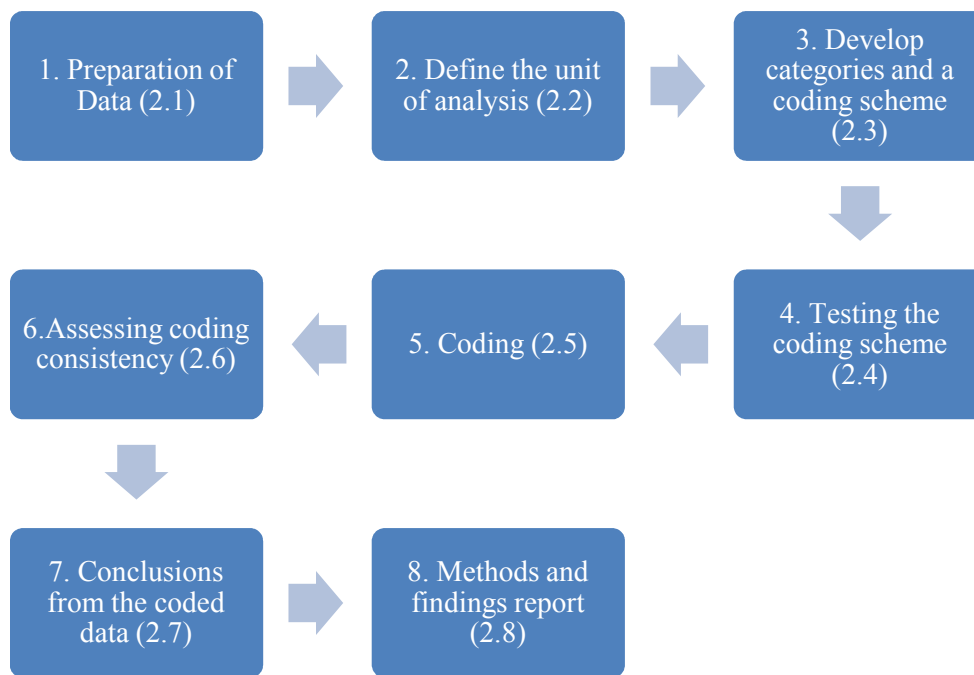 1. Preparation of
Data (2.1)
2. Define the unit
of analysis (2.2)
3. Develop
categories and a
coding scheme
(2.3)
4. Testing the
coding scheme
(2.4)
5. Coding (2.5)
6.Assessing coding
consistency (2.6)
7. Conclusions
from the coded
data (2.7)
8. Methods and
findings report
(2.8)